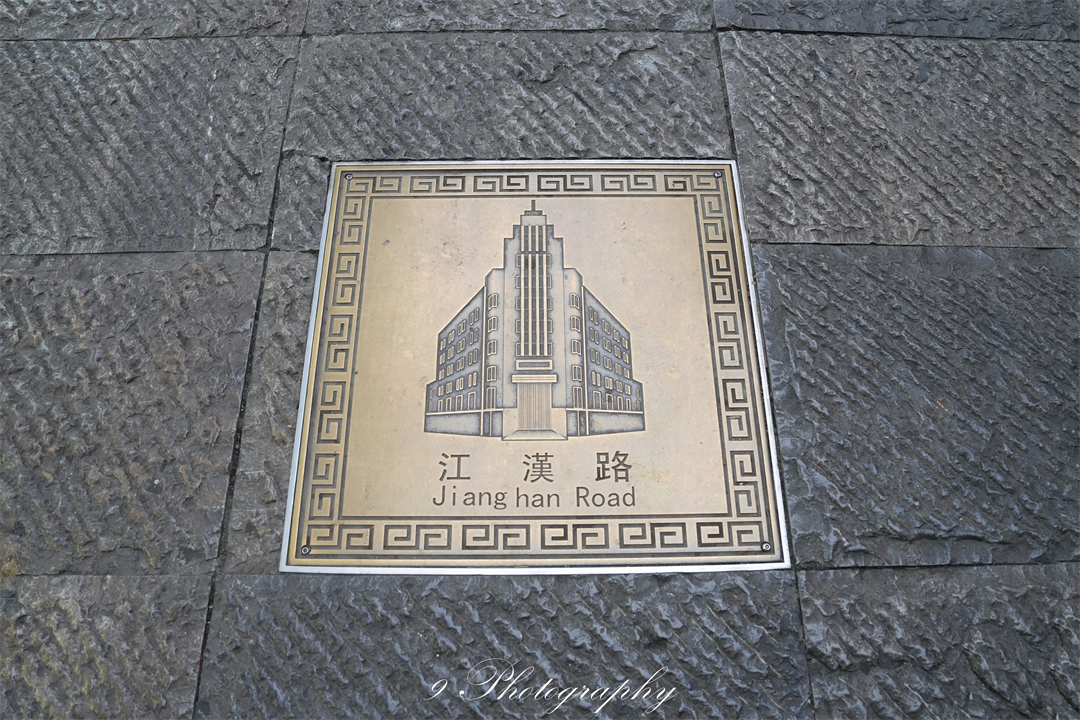 江 漢 路
Jiang han Road
9 Photography